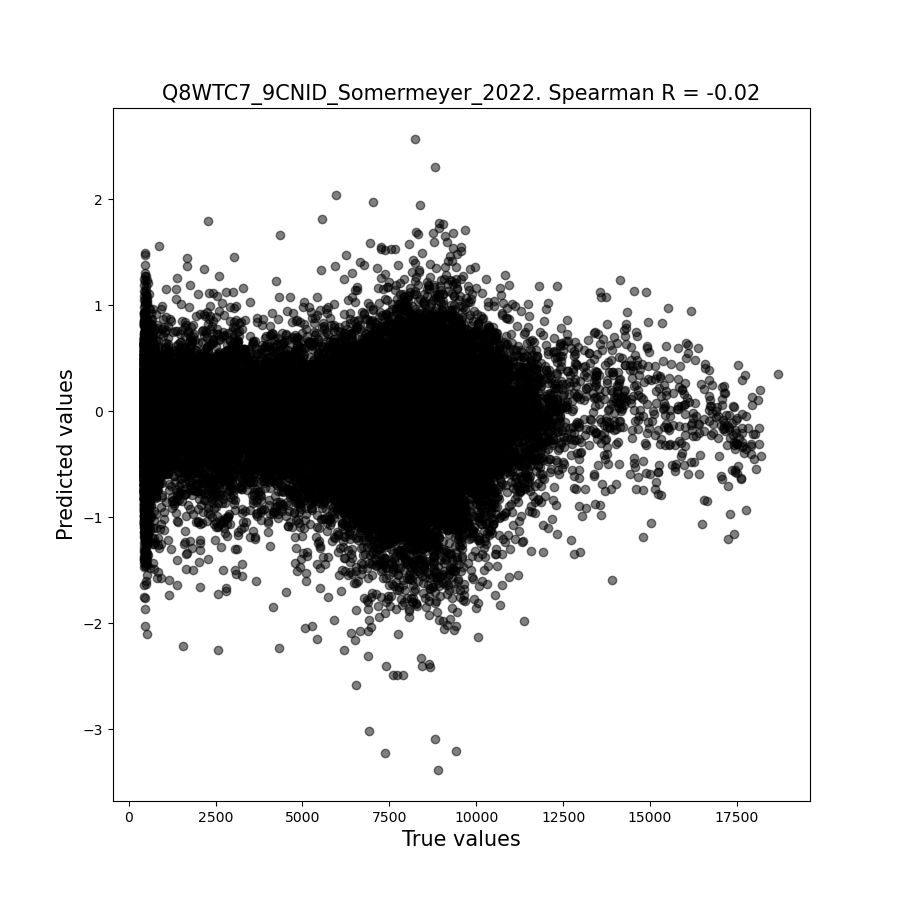 Q8WTC7_9CNID_Somermeyer_2022. Spearman R = -0.02
Predicted values
2
1
0
−1
−2
−3
0 2500 5000 7500 10000 12500 15000 17500
True values